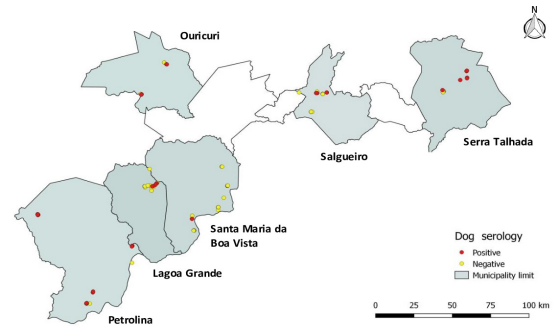 N
Ouricuri
Serra Talhada
Salgueiro
Santa Maria da
Boa Vista
Lagoa Grande
Petrolina
Dog serology
Positive
Negative
Municipality limit
0 25 50 75 100 km